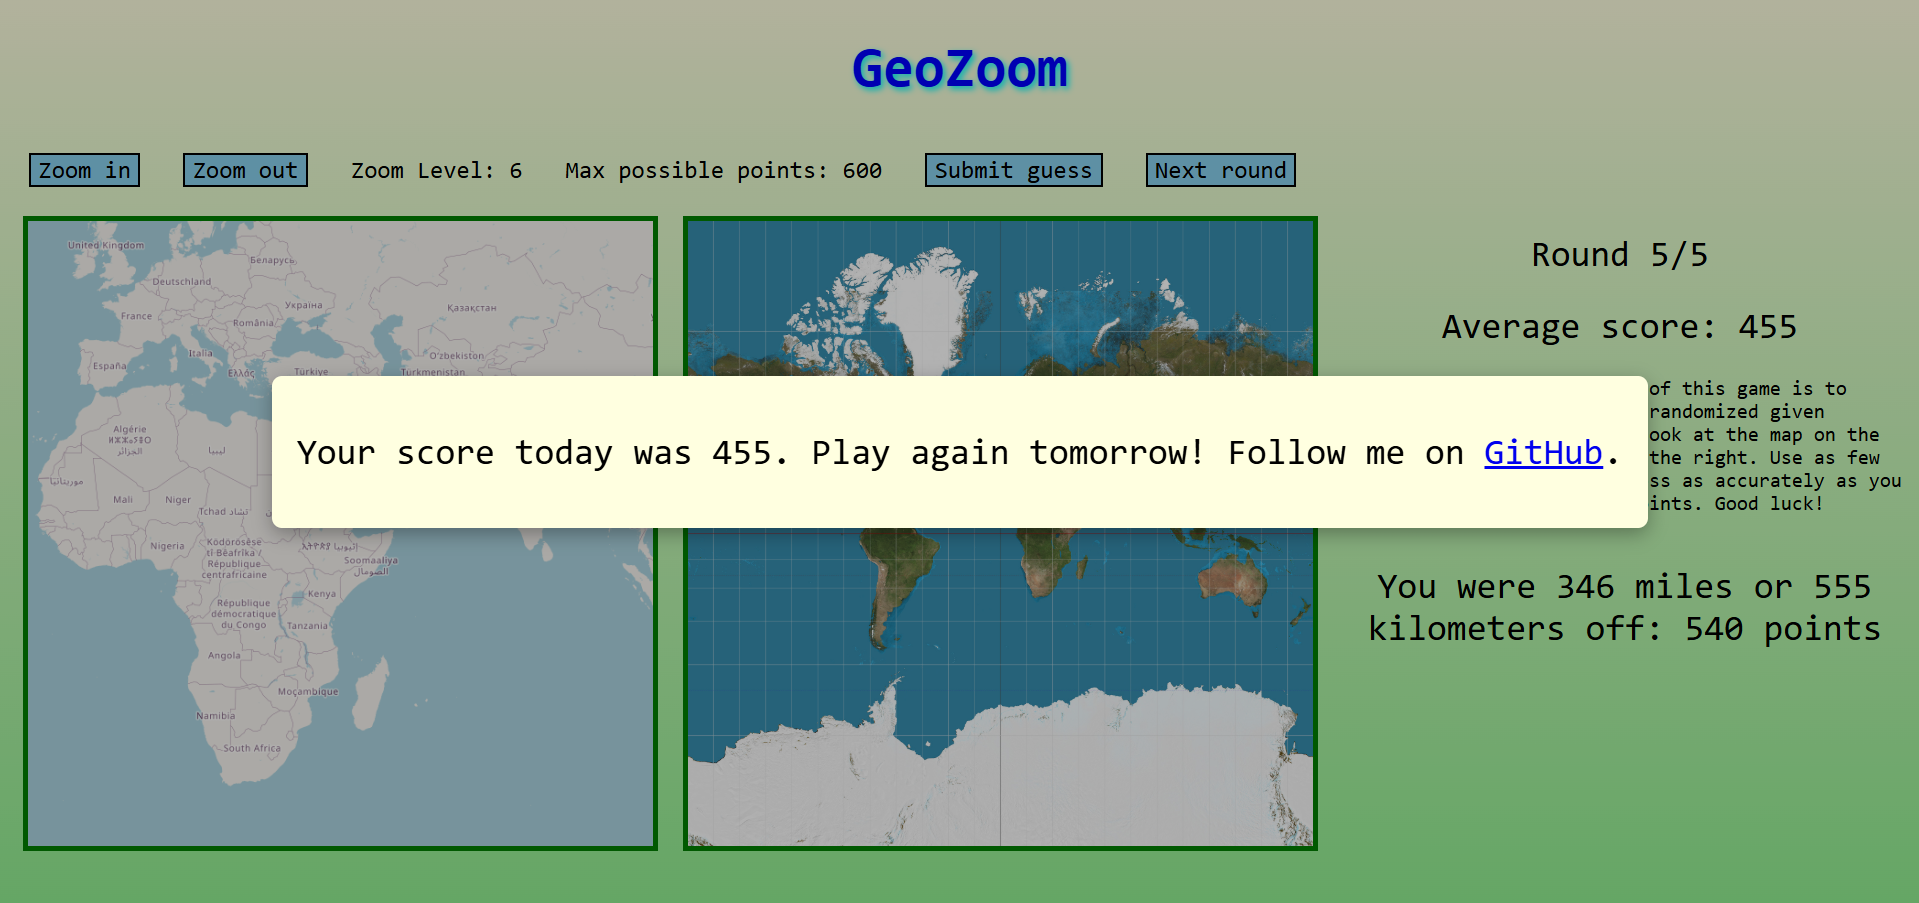 GeoZoom
Zoom in
Zoom out
Zoom Level: 6
Max possible points: 600
Submit guess
Next round
United Kingdom
Беларусь
Deutschland
Україна
Қазақстан
France
România
Italia
España
Ελλάς
Türkiye
O‘zbekiston
Türkmenistan
Algérie
ⵍⵣⵣⴰⵢⴻⵔ
الجزائر
ليبيا
موريتانيا
Mali
Niger
Tchad تشاد
Nigeria
Ködörösêse
tî Bêafrîka /
République
centrafricaine
ኢትዮጵያ إثيوبيا
Soomaaliya
الصومال
Kenya
République
démocratique
du Congo
Tanzania
Angola
Moçambique
Namibia
South Africa
Round 5/5
Average score: 455
of this game is to
randomized given
ook at the map on the
the right. Use as few
ss as accurately as you
ints. Good luck!
Your score today was 455. Play again tomorrow! Follow me on GitHub.
You were 346 miles or 555
kilometers off: 540 points